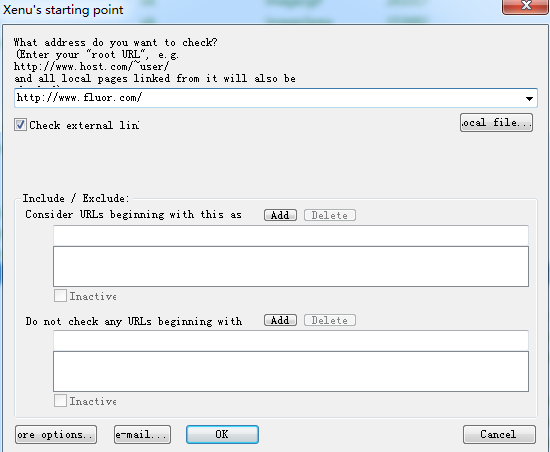 Xenu's starting point
What address do you want to check?
(Enter your "root URL", e.g.
http://www.host.com/~user/
and all local pages linked from it will also be
http://www.fluor.com/
Check external lin
ocal file...
Include / Exclude:
Consider URLs beginning with this as
Add
Delete
Inactive
Do not check any URLs beginning with
Add
Delete
Inactive
ore options..
e-mail...
OK
Cancel